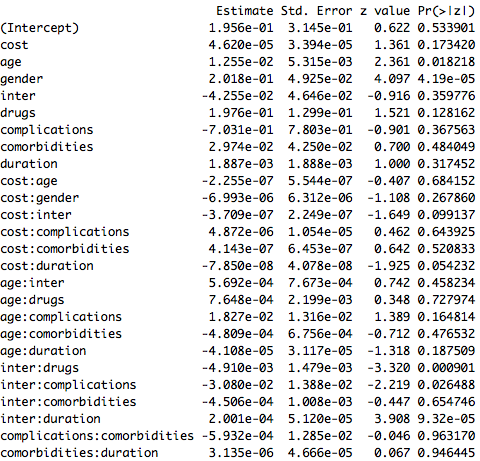 Estimate Std. Error z value Pr(>|z|)
(Intercept) 1.956e-01 3.145e-01 0.622 0.533901
cost 4.620e-05 3.394e-05 1.361 0.173420
age 1.255e-02 5.315e-03 2.361 0.018218
gender 2.018e-01 4.925e-02 4.097 4.19e-05
inter -4.255e-02 4.646e-02 -0.916 0.359776
drugs 1.976e-01 1.299e-01 1.521 0.128162
complications -7.031e-01 7.803e-01 -0.901 0.367563
comorbidities 2.974e-02 4.250e-02 0.700 0.484049
duration 1.887e-03 1.888e-03 1.000 0.317452
cost:age -2.255e-07 5.544e-07 -0.407 0.684152
cost:gender -6.993e-06 6.312e-06 -1.108 0.267860
cost:inter -3.709e-07 2.249e-07 -1.649 0.099137
cost:complications 4.872e-06 1.054e-05 0.462 0.643925
cost:comorbidities 4.143e-07 6.453e-07 0.642 0.520833
cost:duration -7.850e-08 4.078e-08 -1.925 0.054232
age:inter 5.692e-04 7.673e-04 0.742 0.458234
age:drugs 7.648e-04 2.199e-03 0.348 0.727974
age:complications 1.827e-02 1.316e-02 1.389 0.164814
age:comorbidities -4.809e-04 6.756e-04 -0.712 0.476532
age:duration -4.108e-05 3.117e-05 -1.318 0.187509
inter:drugs -4.910e-03 1.479e-03 -3.320 0.000901
inter:complications -3.080e-02 1.388e-02 -2.219 0.026488
inter:comorbidities -4.506e-04 1.008e-03 -0.447 0.654746
inter:duration 2.001e-04 5.120e-05 3.908 9.32e-05
complications:comorbidities -5.932e-04 1.285e-02 -0.046 0.963170
comorbidities:duration 3.135e-06 4.666e-05 0.067 0.946445